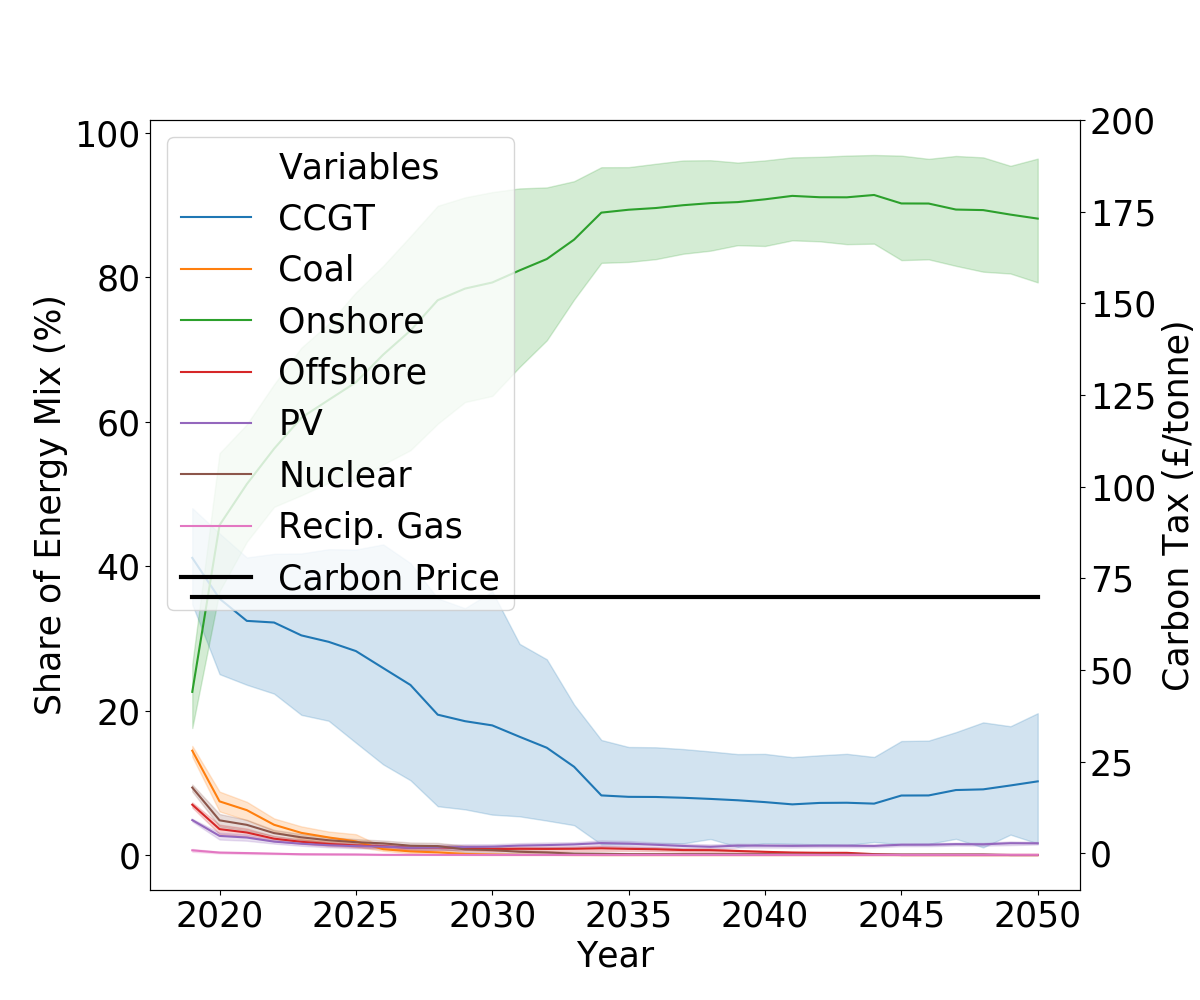 Share of Energy Mix (%)
100
80
60
40
20
0
Variables
CCGT
Coal
Onshore
Offshore
PV
Nuclear
Recip. Gas
Carbon Price
200
175
150
125
100
75
50
25
0
Carbon Tax (£/tonne)
2020 2025 2030 2035 2040 2045 2050
Year